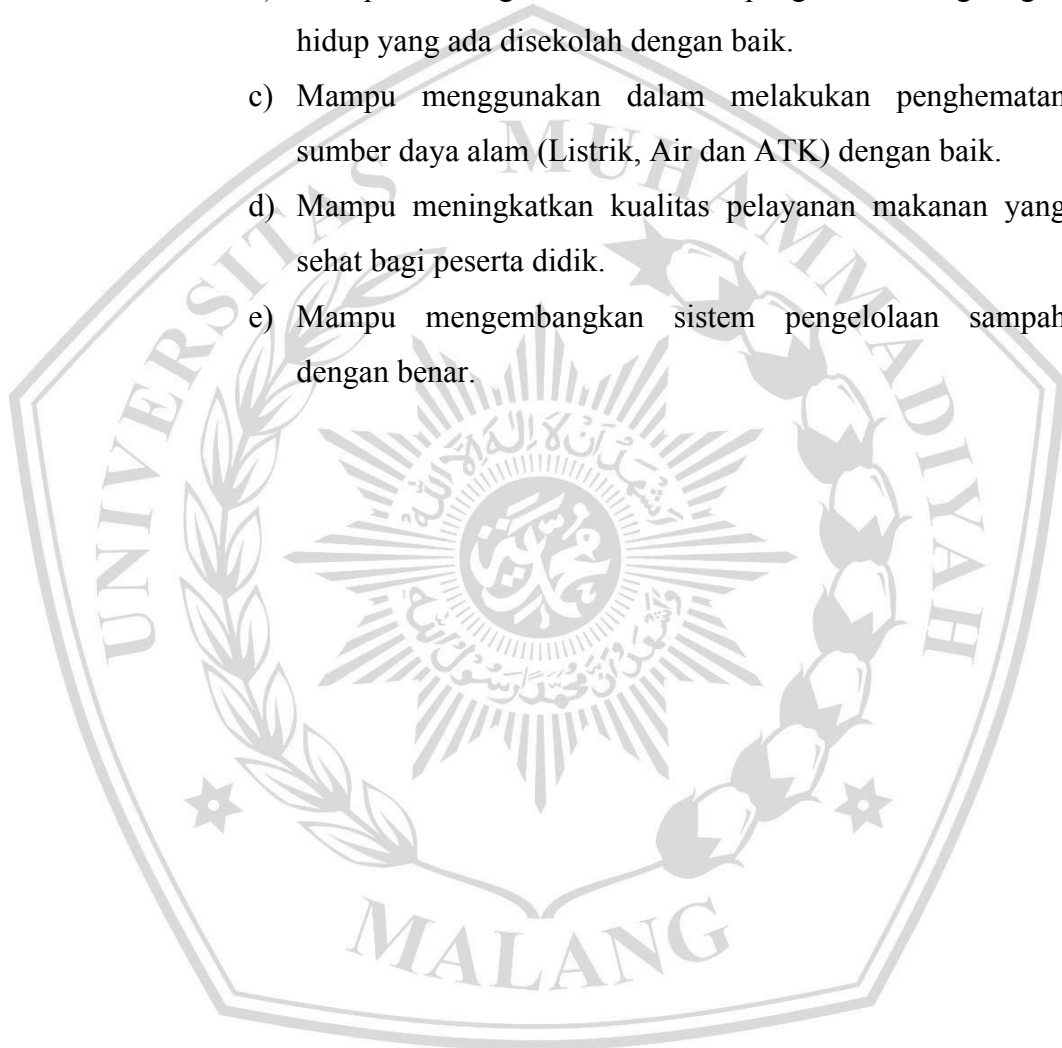 hidup yang ada disekolah dengan baik.
c) Mampu menggunakan dalam melakukan penghematan
sumber daya alam (Listrik, Air dan ATK) dengan baik.
d) Mampu meningkatkan kualitas pelayanan makanan yang
sehat bagi peserta didik.
e) Mampu mengembangkan sistem pengelolaan sampah
dengan benar.
UNIVERSITAS MUHAMMADIYAH
MALANG